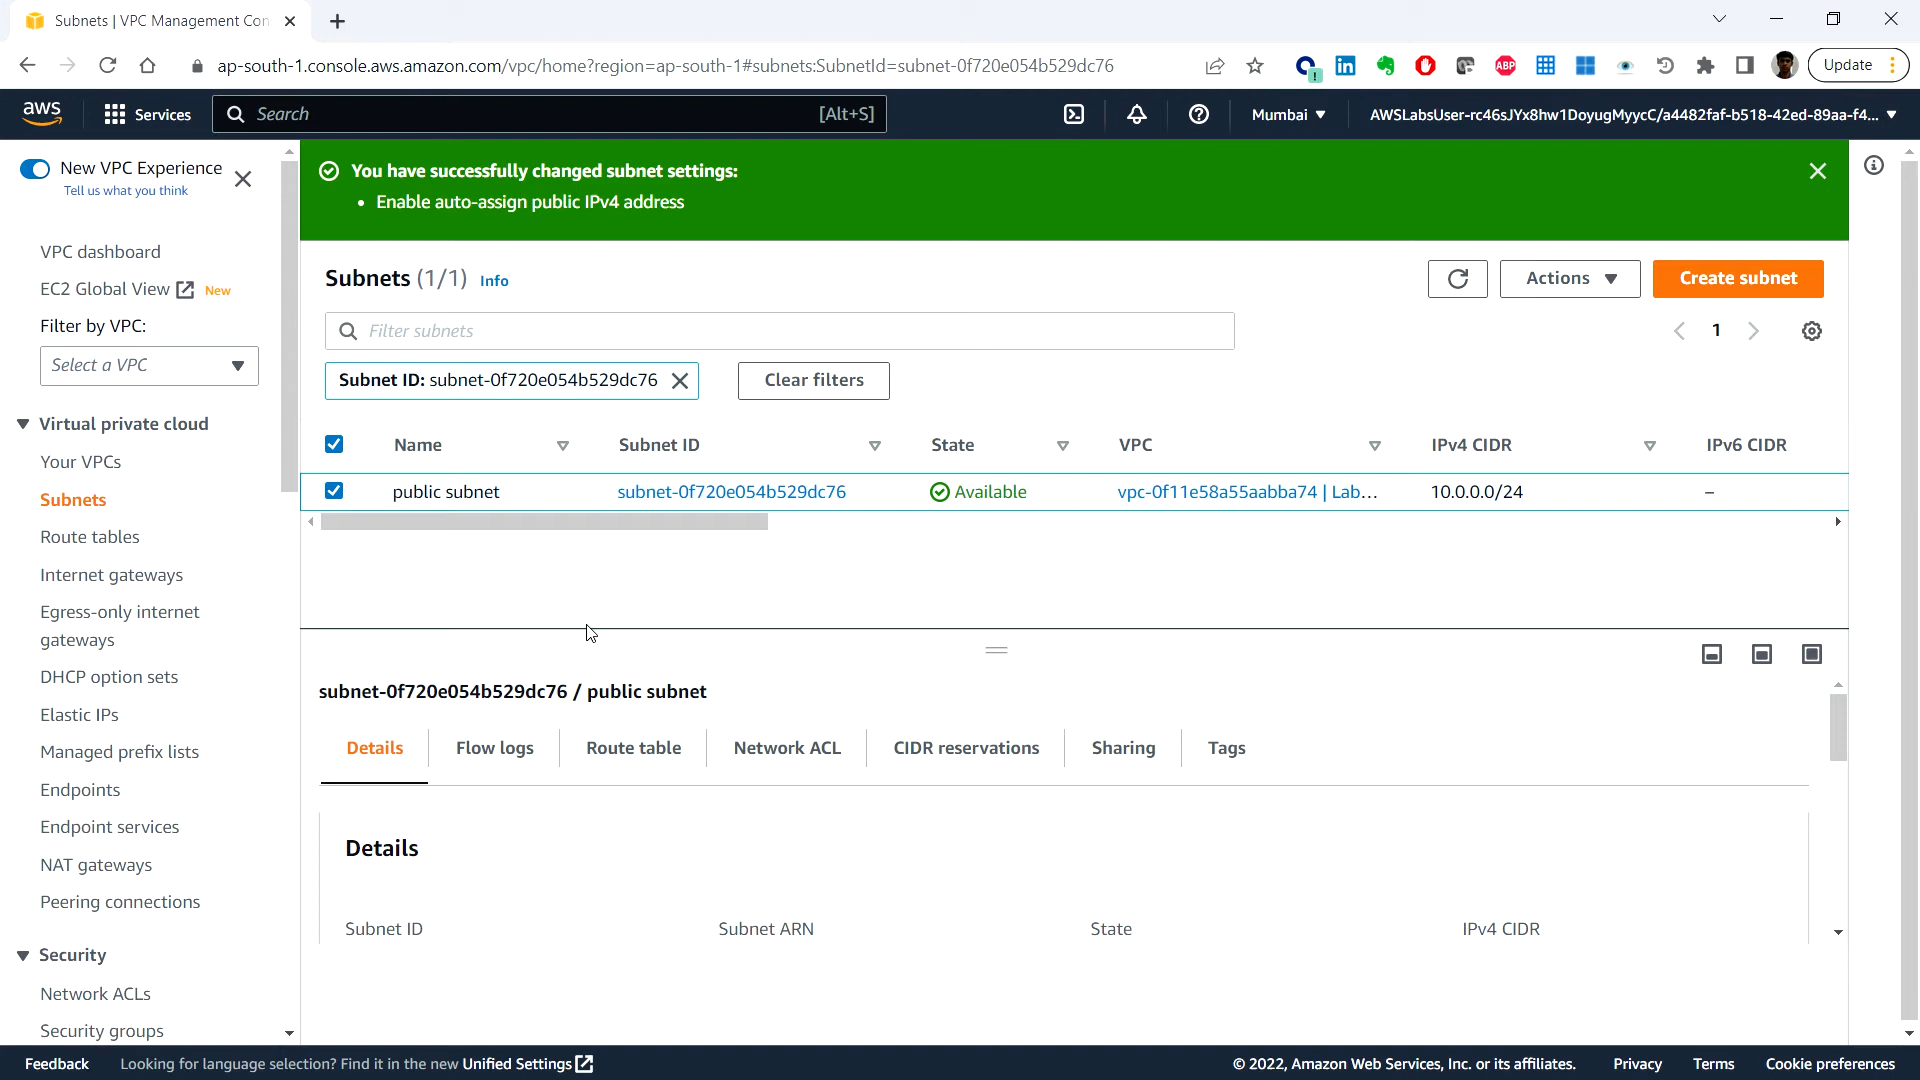 Subnets | VPC Management Con
ap-south-1.console.aws.amazon.com/vpc/home?region=ap-south-1#subnets:SubnetId=subnet-0f720e054b529dc76
ABP
Update
aws
Services
Search
[Alt+S]
Mumbai
AWSLabsUser-rc46sJYx8hw1DoyugMyycC/a4482faf-b518-42ed-89aa-f4...
New VPC Experience
Tell us what you think
VPC dashboard
EC2 Global View New
Filter by VPC:
Select a VPC
Virtual private cloud
Your VPCs
Subnets
Route tables
Internet gateways
Egress-only internet
gateways
DHCP option sets
Elastic IPs
Managed prefix lists
Endpoints
Endpoint services
NAT gateways
Peering connections
Security
Network ACLs
Security groups
You have successfully changed subnet settings:
• Enable auto-assign public IPv4 address
Subnets (1/1) Info
Actions
Create subnet
Filter subnets
1
Subnet ID: subnet-0f720e054b529dc76
Clear filters
Name Subnet ID State VPC IPv4 CIDR IPv6 CIDR
public subnet subnet-0f720e054b529dc76 Available vpc-0f11e58a55aabba74 | Lab... 10.0.0.0/24 –
subnet-0f720e054b529dc76 / public subnet
Details Flow logs Route table Network ACL CIDR reservations Sharing Tags
Details
Subnet ID Subnet ARN State IPv4 CIDR
Feedback Looking for language selection? Find it in the new Unified Settings © 2022, Amazon Web Services, Inc. or its affiliates. Privacy Terms Cookie preferences